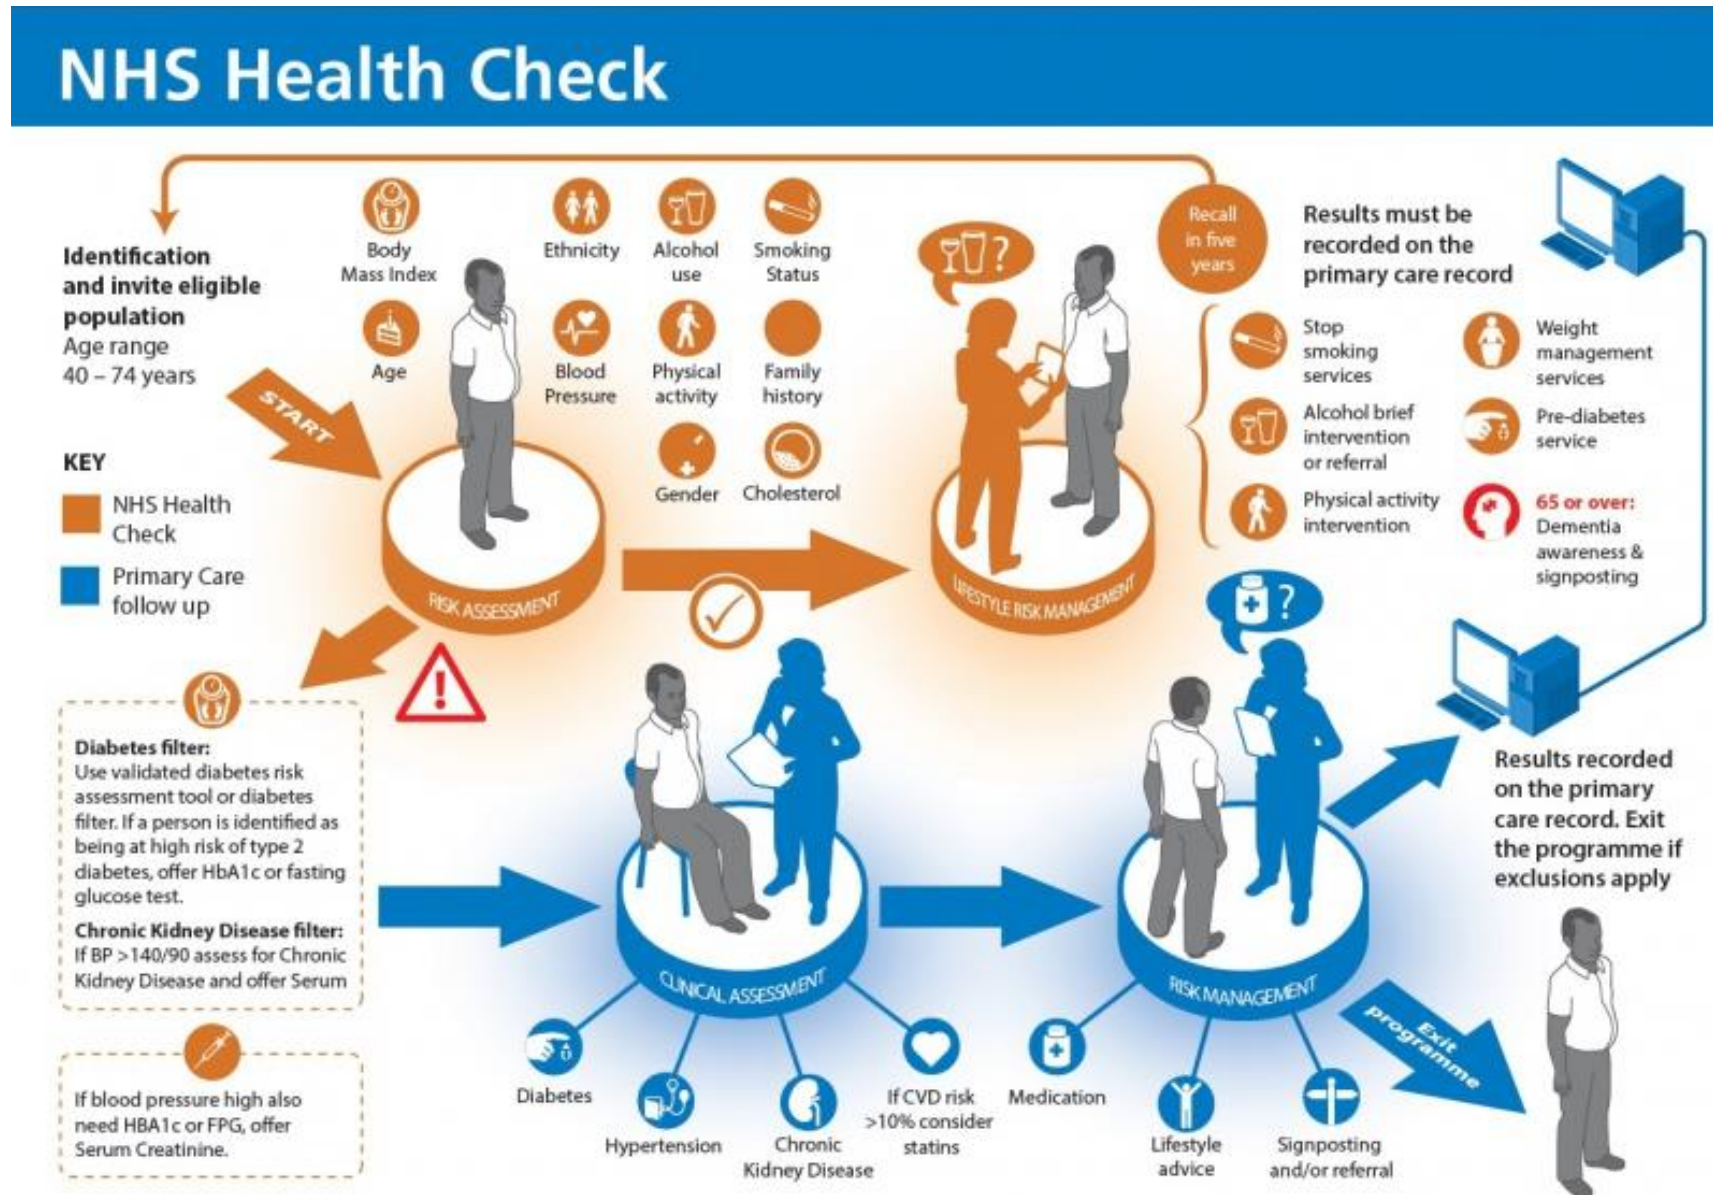 NHS Health Check
Identification
and invite eligible
population
Age range
40 – 74 years
START
KEY
NHS Health
Check
Primary Care
follow up
Body
Mass Index
Ethnicity
Alcohol
use
Smoking
Status
Age
Blood
Pressure
Physical
activity
Family
history
Gender
Cholesterol
RISK ASSESSMENT
?
LIFESTYLE RISK MANAGEMENT
Recall
in five
years
Results must be
recorded on the
primary care record
Stop
smoking
services
Weight
management
services
Alcohol brief
intervention
or referral
Pre-diabetes
service
Physical activity
intervention
65 or over:
Dementia
awareness &
signposting
!
Diabetes filter:
Use validated diabetes risk
assessment tool or diabetes
filter. If a person is identified as
being at high risk of type 2
diabetes, offer HbA1c or fasting
glucose test.
Chronic Kidney Disease filter:
If BP >140/90 assess for Chronic
Kidney Disease and offer Serum
If blood pressure high also
need HBA1c or FPG, offer
Serum Creatinine.
CLINICAL ASSESSMENT
Diabetes
Hypertension
Chronic
Kidney Disease
If CVD risk
>10% consider
statins
?
RISK MANAGEMENT
Medication
Lifestyle
advice
Signposting
and/or referral
Results recorded
on the primary
care record. Exit
the programme if
exclusions apply
Exit
programme